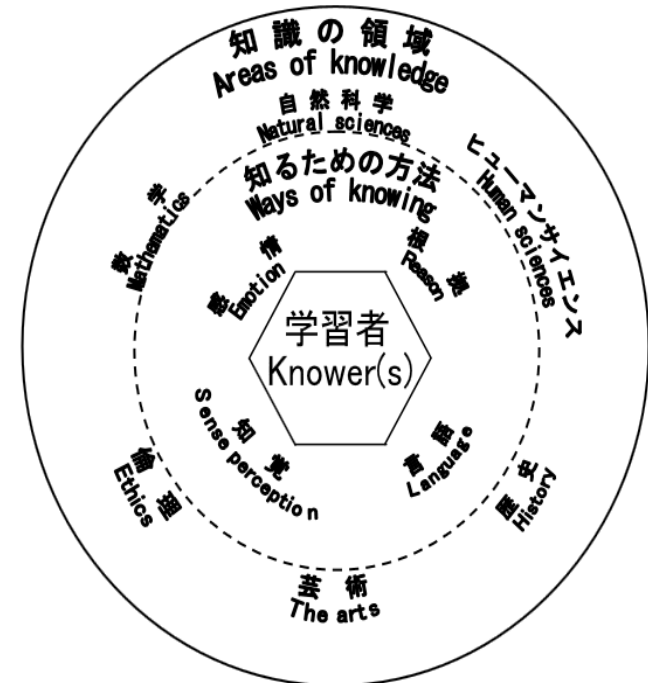 知識の領域
Areas of knowledge
自然科学
Natural sciences
ヒューマンサイエンス
Human sciences
数学
Mathematics
知るための方法
Ways of knowing
感情
Emotion
根拠
Reason
学習者
Knower(s)
知覚
Sense perception
言語
Language
倫理
Ethics
歴史
History
芸術
The arts